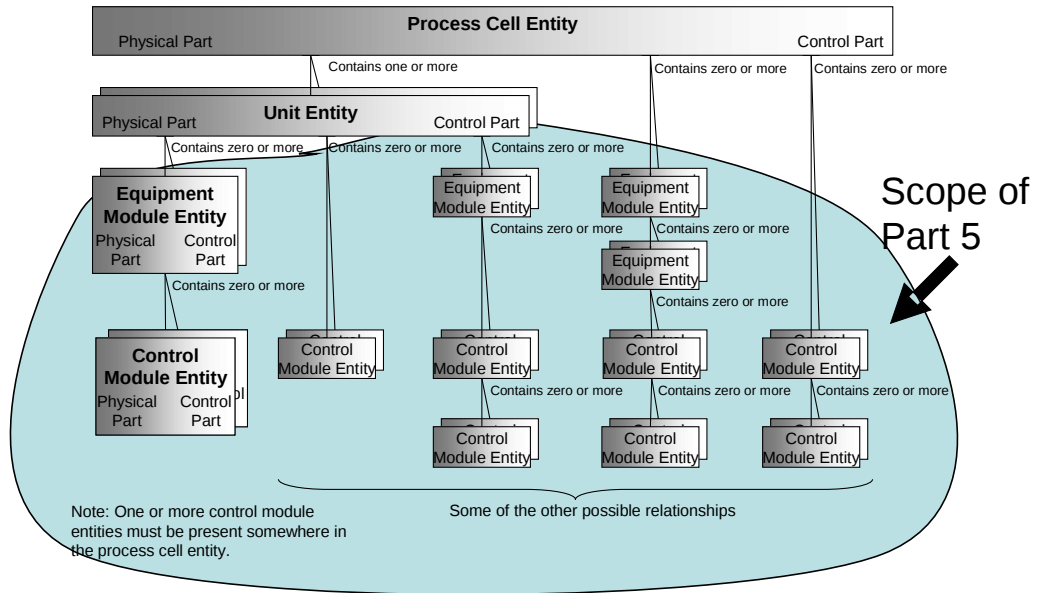 Process Cell Entity
Physical Part
Control Part
Contains one or more
Contains zero or more
Contains zero or more
Unit Entity
Physical Part
Control Part
Contains zero or more
Contains zero or more
Contains zero or more
Scope of
Part 5
Equipment
Module Entity
Physical
Part
Control
Part
Equipment
Module Entity
Equipment
Module Entity
Contains zero or more
Contains zero or more
Equipment
Module Entity
Contains zero or more
Contains zero or more
Control
Module Entity
Physical
Part
Control
Part
Control
Module Entity
Control
Module Entity
Control
Module Entity
Control
Module Entity
Contains zero or more
Contains zero or more
Contains zero or more
Control
Module Entity
Control
Module Entity
Control
Module Entity
Note: One or more control module
entities must be present somewhere in
the process cell entity.
Some of the other possible relationships